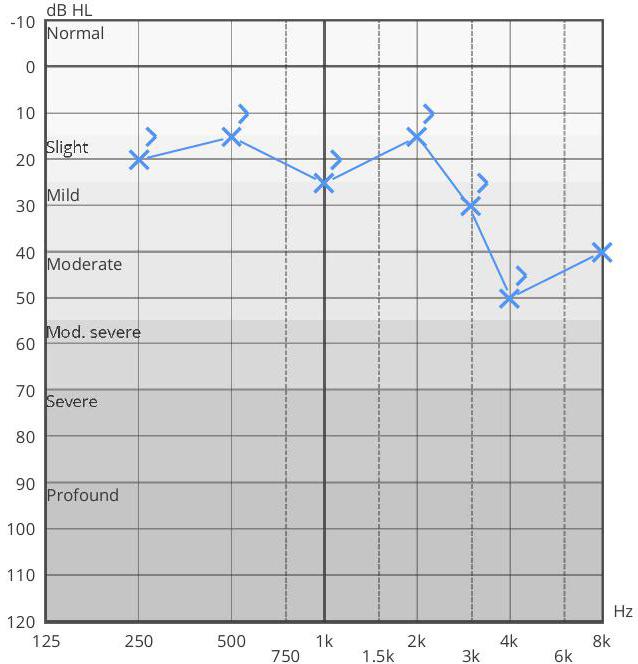 dB HL
-10
Normal
0
10
Slight
20
Mild
30
40
Moderate
50
Mod. severe
60
70
Severe
80
90
Profound
100
110
120
Hz
125 250 500 1k 2k 4k 8k
750 1.5k 3k 6k